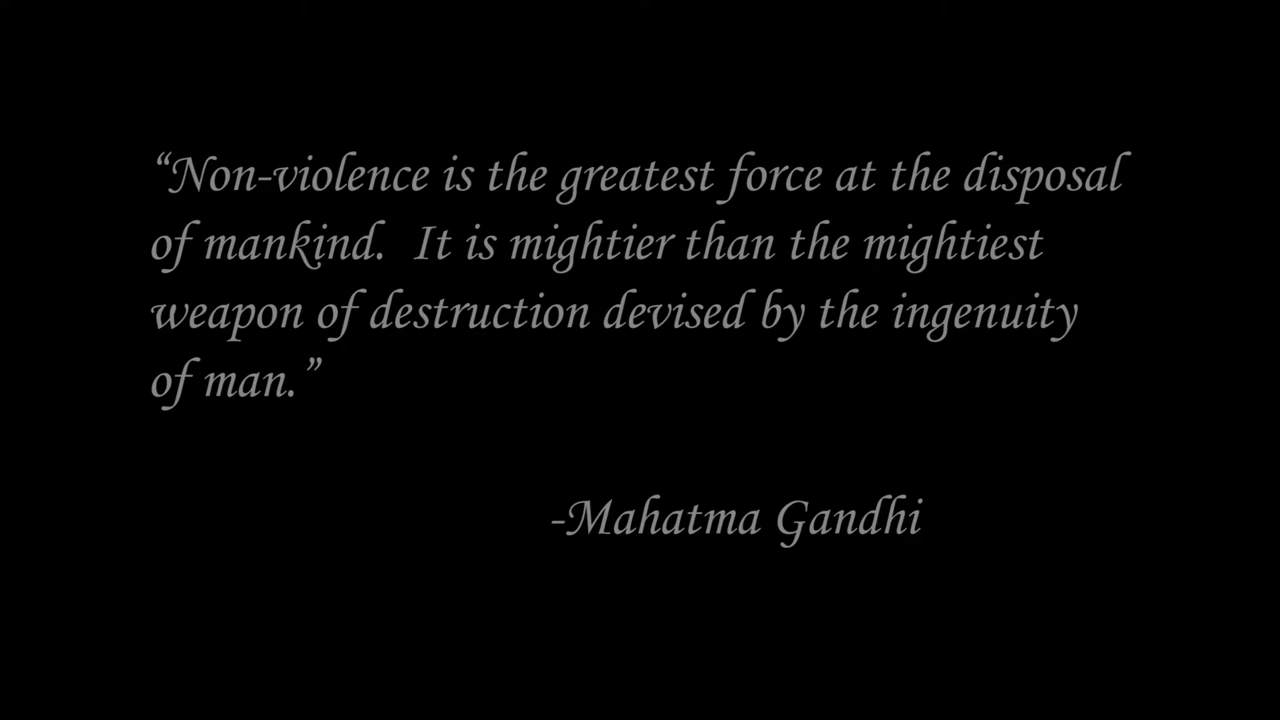 “Non-violence is the greatest force at the disposal
of mankind.  It is mightier than the mightiest
weapon of destruction devised by the ingenuity
of man.”
-Mahatma Gandhi